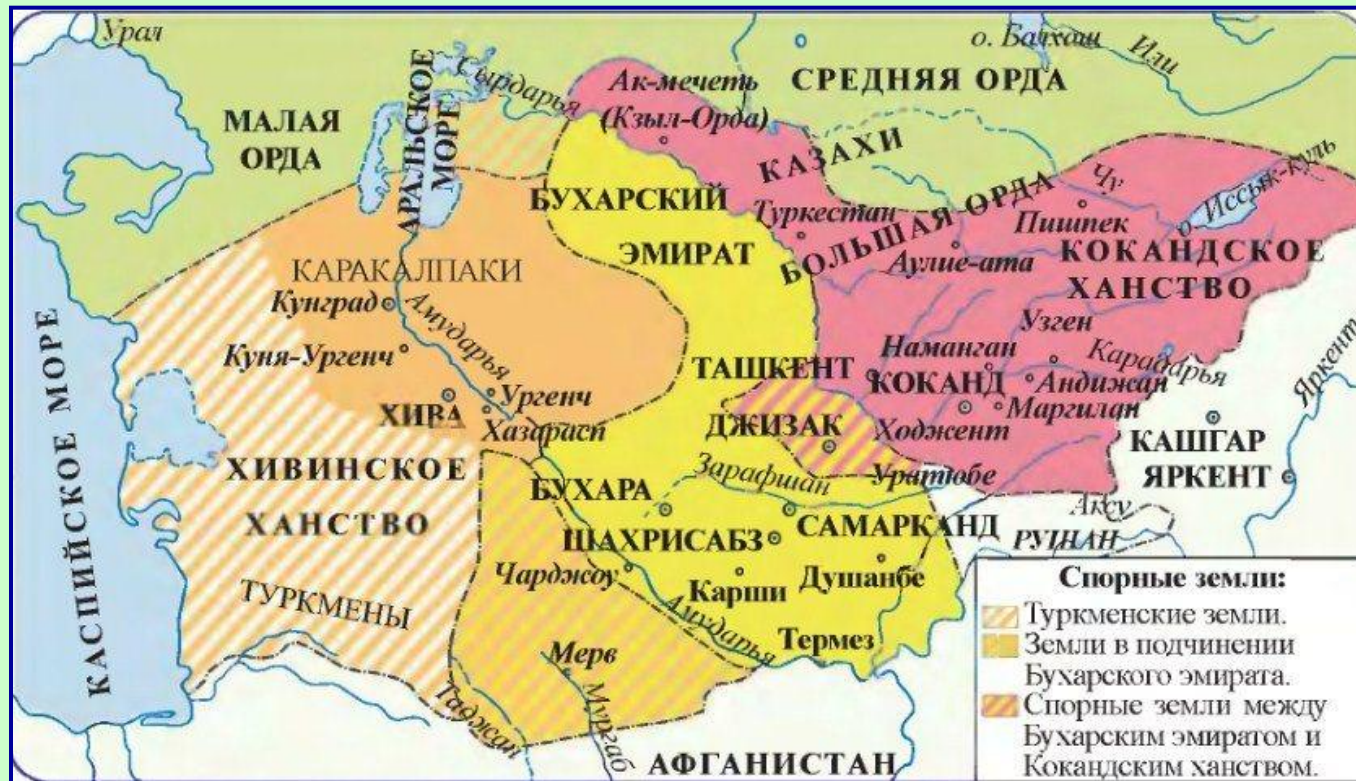 Урал
о. Балхаш
Или
Сырдарья
Ак-мечеть
(Кзыл-Орда)
СРЕДНЯЯ ОРДА
МАЛАЯ
ОРДА
АРАЛЬСКОЕ
МОРЕ
КАЗАХИ
БУХАРСКИЙ
ЭМИРАТ
Туркестан
БОЛЬШАЯ ОРДА
Чу
Пишпек
о. Иссык-куль
Аулие-ата
КОКАНДСКОЕ
ХАНСТВО
КАРАКАЛПАКИ
Кунград
Амударья
Куня-Ургенч
Узген
Наманган
Карадарья
Яркент
ТАШКЕНТ
КОКАНД
Андижан
Маргилан
Ургенч
ХИВА
Хазарасп
ДЖИЗАК
Ходжент
КАШГАР
ЯРКЕНТ
КАСПИЙСКОЕ МОРЕ
ХИВИНСКОЕ
ХАНСТВО
Зарафшан
Уратюбе
БУХАРА
Аксу
САМАРКАНД
РУШАН
ШАХРИСАБЗ
Чарджоу
Карши
Душанбе
ТУРКМЕНЫ
Амударья
Термез
Мерв
Таджан
Мургаб
АФГАНИСТАН
Спорные земли:
Туркменские земли.
Земли в подчинении
Бухарского эмирата.
Спорные земли между
Бухарским эмиратом и
Кокандским ханством.